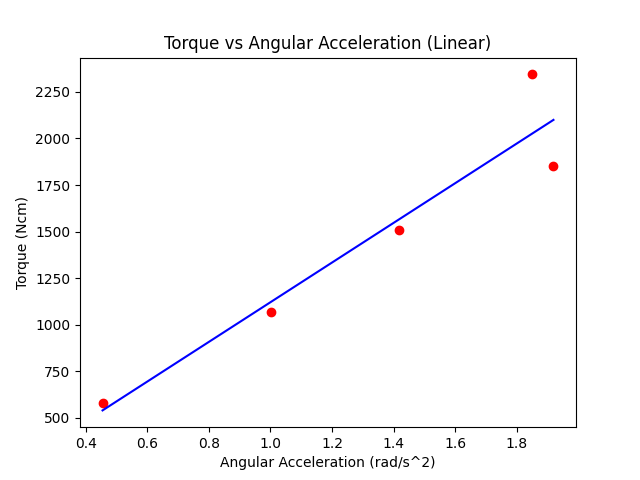 Torque vs Angular Acceleration (Linear)
2250
2000
1750
1500
1250
1000
750
500
Torque (Ncm)
0.4 0.6 0.8 1.0 1.2 1.4 1.6 1.8
Angular Acceleration (rad/s^2)